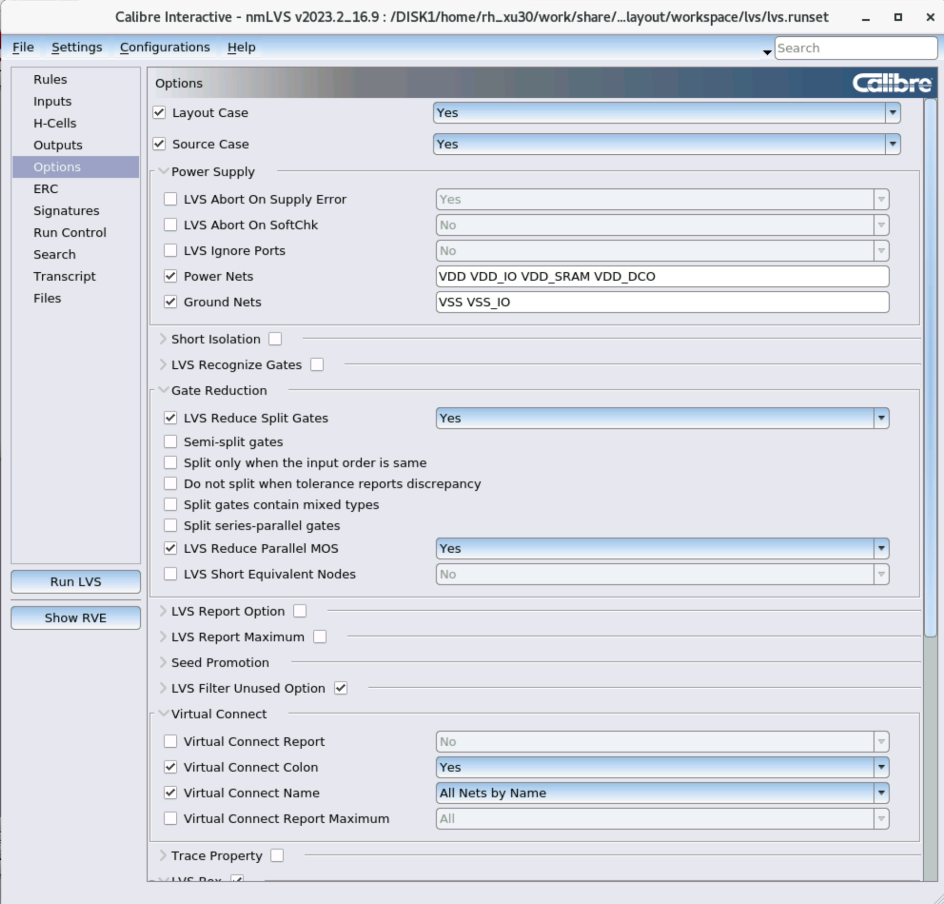 Calibre Interactive - nmLVS v2023.2_16.9 : /DISK1/home/rh_xu30/work/share/...layout/workspace/lvs/lvs.runset
File Settings Configurations Help Search
Rules
Inputs
H-Cells
Outputs
Options
ERC
Signatures
Run Control
Search
Transcript
Files
Run LVS
Show RVE
Options Calibre
Layout Case Yes
Source Case Yes
Power Supply
LVS Abort On Supply Error Yes
LVS Abort On SoftChk No
LVS Ignore Ports No
Power Nets VDD VDD_IO VDD_SRAM VDD_DCO
Ground Nets VSS VSS_IO
Short Isolation
LVS Recognize Gates
Gate Reduction
LVS Reduce Split Gates Yes
Semi-split gates
Split only when the input order is same
Do not split when tolerance reports discrepancy
Split gates contain mixed types
Split series-parallel gates
LVS Reduce Parallel MOS Yes
LVS Short Equivalent Nodes No
LVS Report Option
LVS Report Maximum
Seed Promotion
LVS Filter Unused Option
Virtual Connect
Virtual Connect Report No
Virtual Connect Colon Yes
Virtual Connect Name All Nets by Name
Virtual Connect Report Maximum All
Trace Property
LVS Box